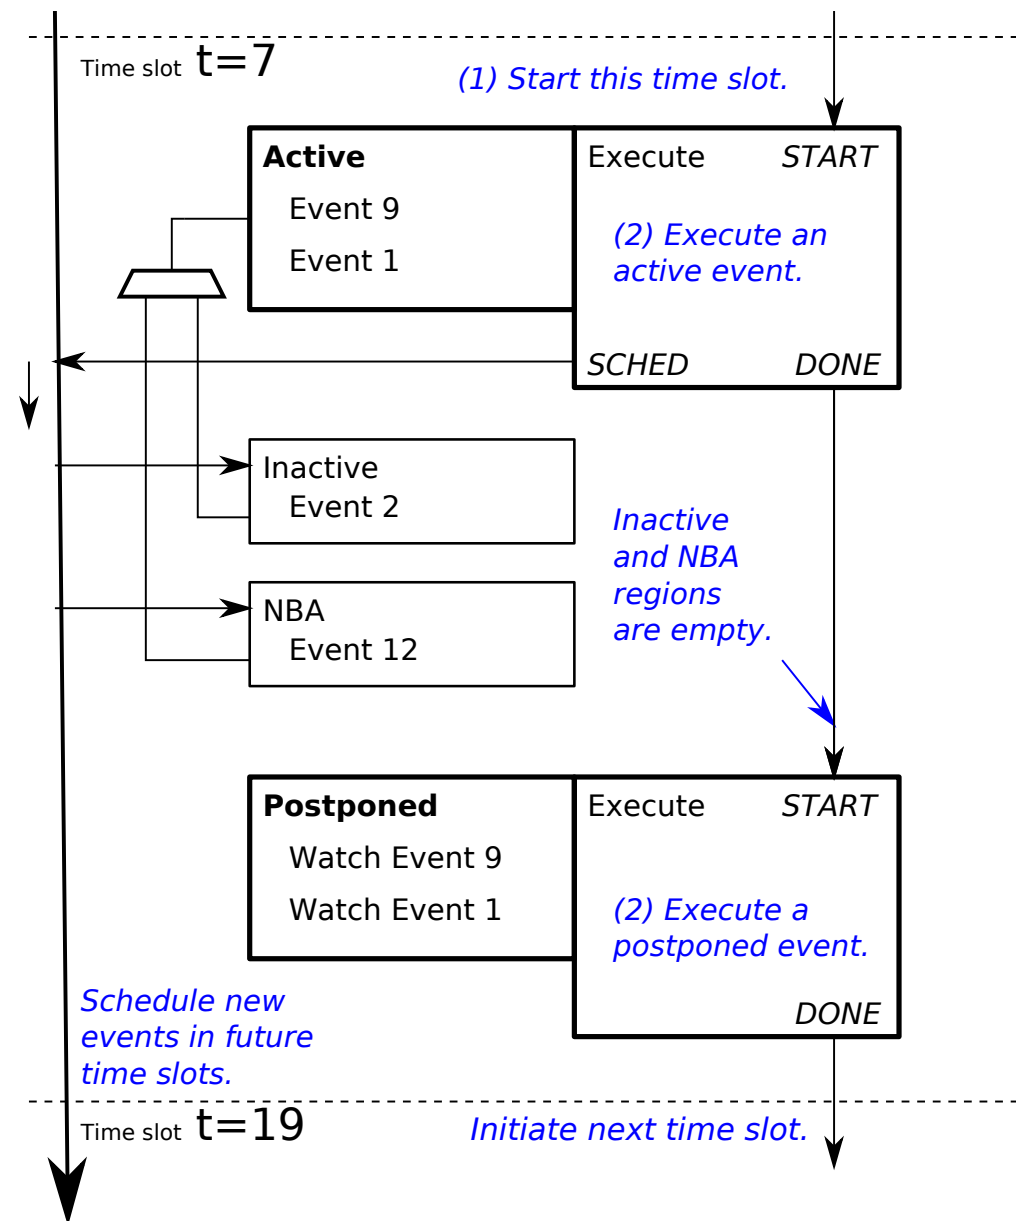 Time slot t=7
(1) Start this time slot.
Active
Event 9
Event 1
Execute START
(2) Execute an
active event.
SCHED DONE
Inactive
Event 2
NBA
Event 12
Inactive
and NBA
regions
are empty.
Postponed
Watch Event 9
Watch Event 1
Execute START
(2) Execute a
postponed event.
DONE
Schedule new
events in future
time slots.
Time slot t=19
Initiate next time slot.